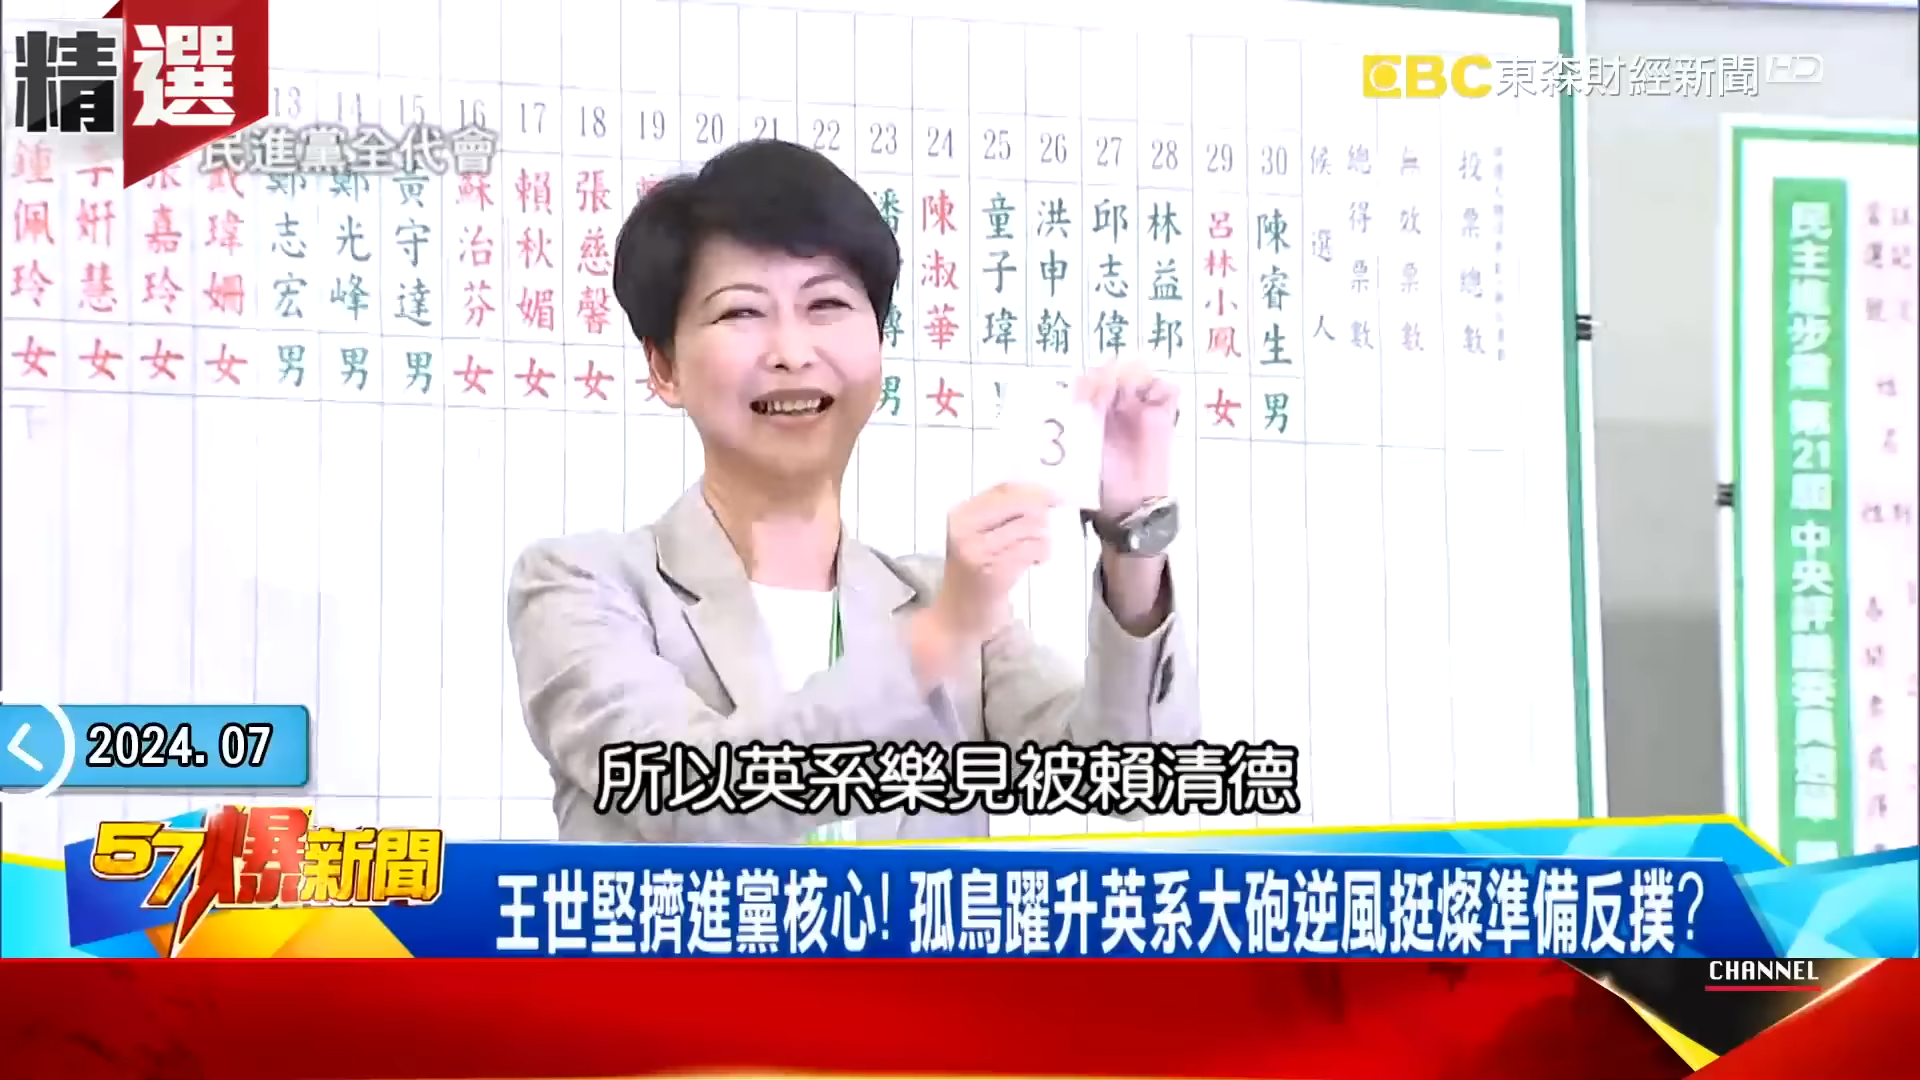 精選
EBC東森財經新聞HD
民進黨全代會
13 14 15 16 17 18 19 20 21 22 23 24 25 26 27 28 29 30
鍾佩玲 女
慧 女
張嘉玲 女
武瑋姍 女
鄭志宏 男
鄭光峰 男
黃守達 男
蘇治芬 女
賴秋媚 女
張慈馨 女
男
陳淑華 女
童子瑋
洪申翰
邱志偉
林益邦
呂林小鳳 女
陳睿生 男
候選人
總得票數
無效票數
投票總數
3
民主進步黨 第21屆 中央評議委員選舉
2024.07
所以英系樂見被賴清德
57爆新聞
王世堅擠進黨核心! 孤鳥躍升英系大砲逆風挺燦準備反撲?
CHANNEL